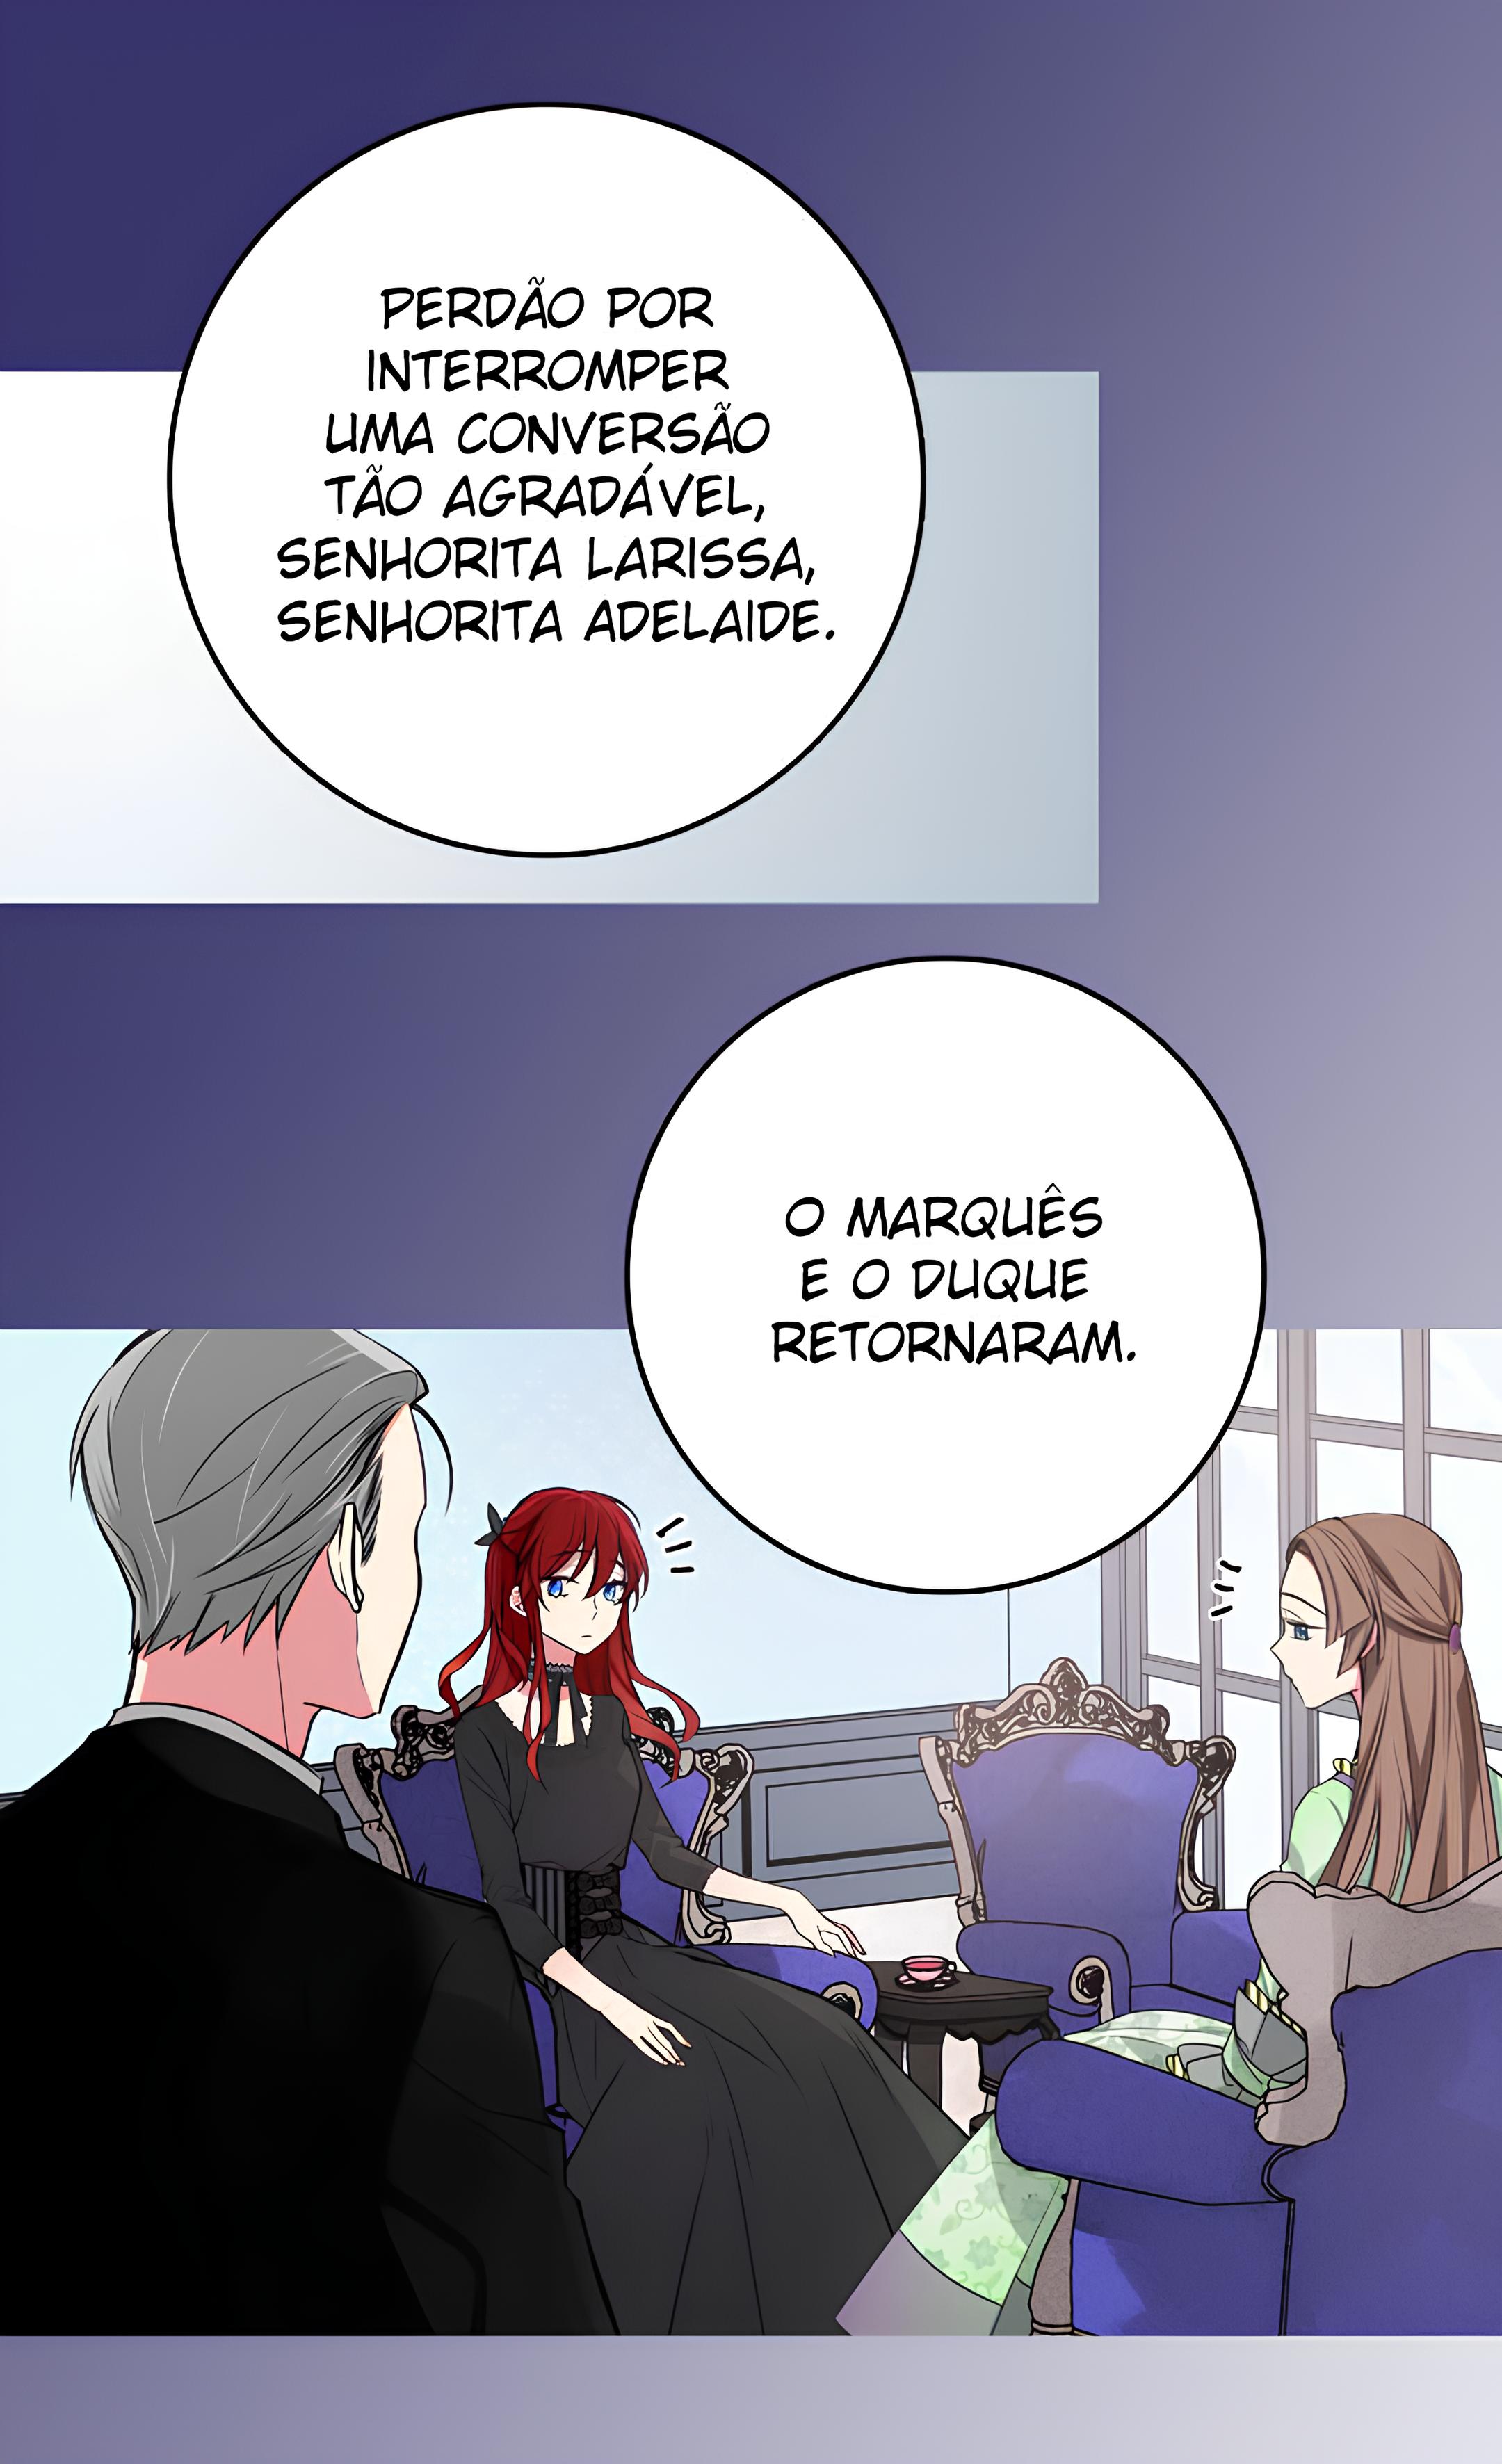 PERDÃO POR
INTERROMPER
UMA CONVERSÃO
TÃO AGRADÁVEL,
SENHORITA LARISSA,
SENHORITA ADELAIDE.
O MARQUÊS
E O DUQUE
RETORNARAM.